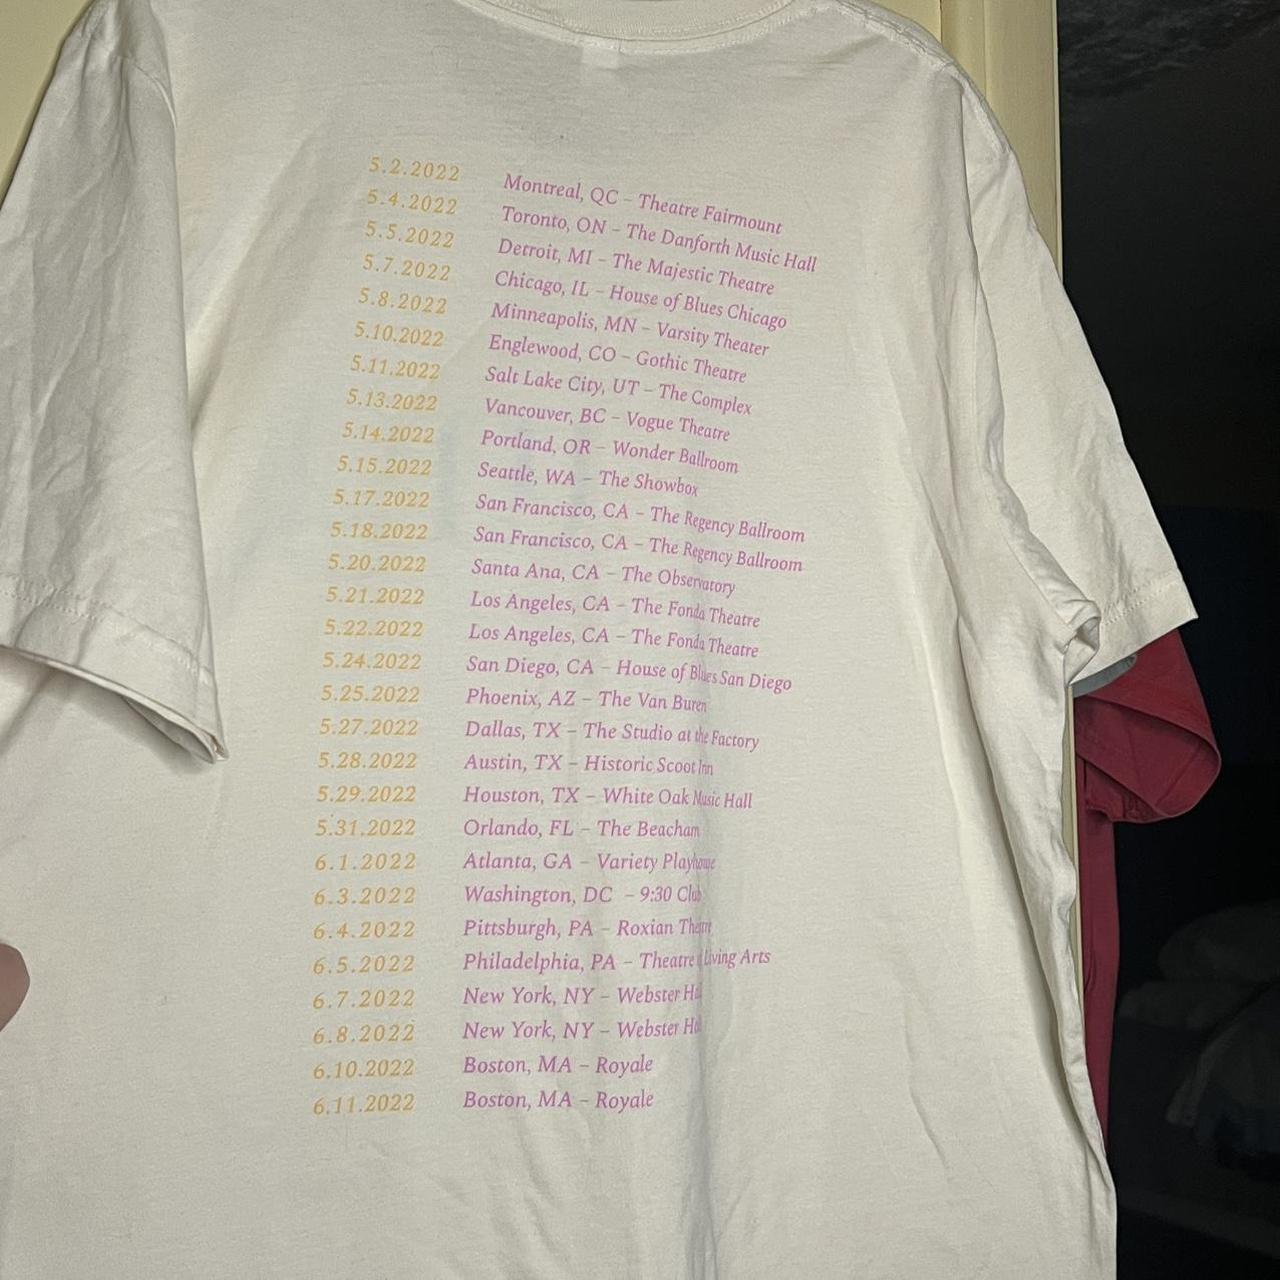 5.2.2022 Montreal, QC – Theatre Fairmount
5.4.2022 Toronto, ON – The Danforth Music Hall
5.5.2022 Detroit, MI – The Majestic Theatre
5.7.2022 Chicago, IL – House of Blues Chicago
5.8.2022 Minneapolis, MN – Varsity Theater
5.10.2022 Englewood, CO – Gothic Theatre
5.11.2022 Salt Lake City, UT – The Complex
5.13.2022 Vancouver, BC – Vogue Theatre
5.14.2022 Portland, OR – Wonder Ballroom
5.15.2022 Seattle, WA – The Showbox
5.17.2022 San Francisco, CA – The Regency Ballroom
5.18.2022 San Francisco, CA – The Regency Ballroom
5.20.2022 Santa Ana, CA – The Observatory
5.21.2022 Los Angeles, CA – The Fonda Theatre
5.22.2022 Los Angeles, CA – The Fonda Theatre
5.24.2022 San Diego, CA – House of Blues San Diego
5.25.2022 Phoenix, AZ – The Van Buren
5.27.2022 Dallas, TX – The Studio at the Factory
5.28.2022 Austin, TX – Historic Scoot Inn
5.29.2022 Houston, TX – White Oak Music Hall
5.31.2022 Orlando, FL – The Beacham
6.1.2022 Atlanta, GA – Variety Playhouse
6.3.2022 Washington, DC – 9:30 Club
6.4.2022 Pittsburgh, PA – Roxian Theatre
6.5.2022 Philadelphia, PA – Theatre Living Arts
6.7.2022 New York, NY – Webster Hall
6.8.2022 New York, NY – Webster Hall
6.10.2022 Boston, MA – Royale
6.11.2022 Boston, MA – Royale